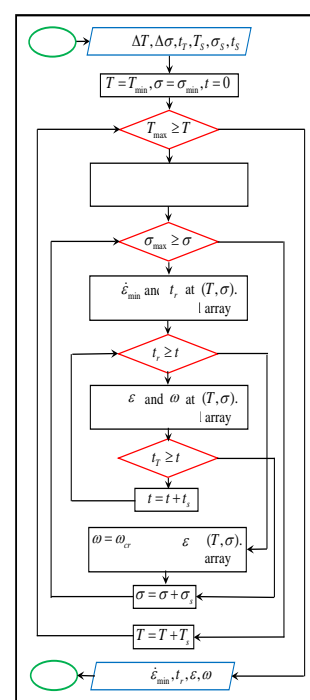 ΔT, Δσ, t_T, T_S, σ_S, t_S
T = T_min, σ = σ_min, t = 0
T_max ≥ T
σ_max ≥ σ
ε̇_min and t_r at (T, σ).
array
t_r ≥ t
ε and ω at (T, σ).
array
t_T ≥ t
t = t + t_s
ω = ω_cr ε (T, σ).
array
σ = σ + σ_s
T = T + T_s
ε̇_min, t_r, ε, ω